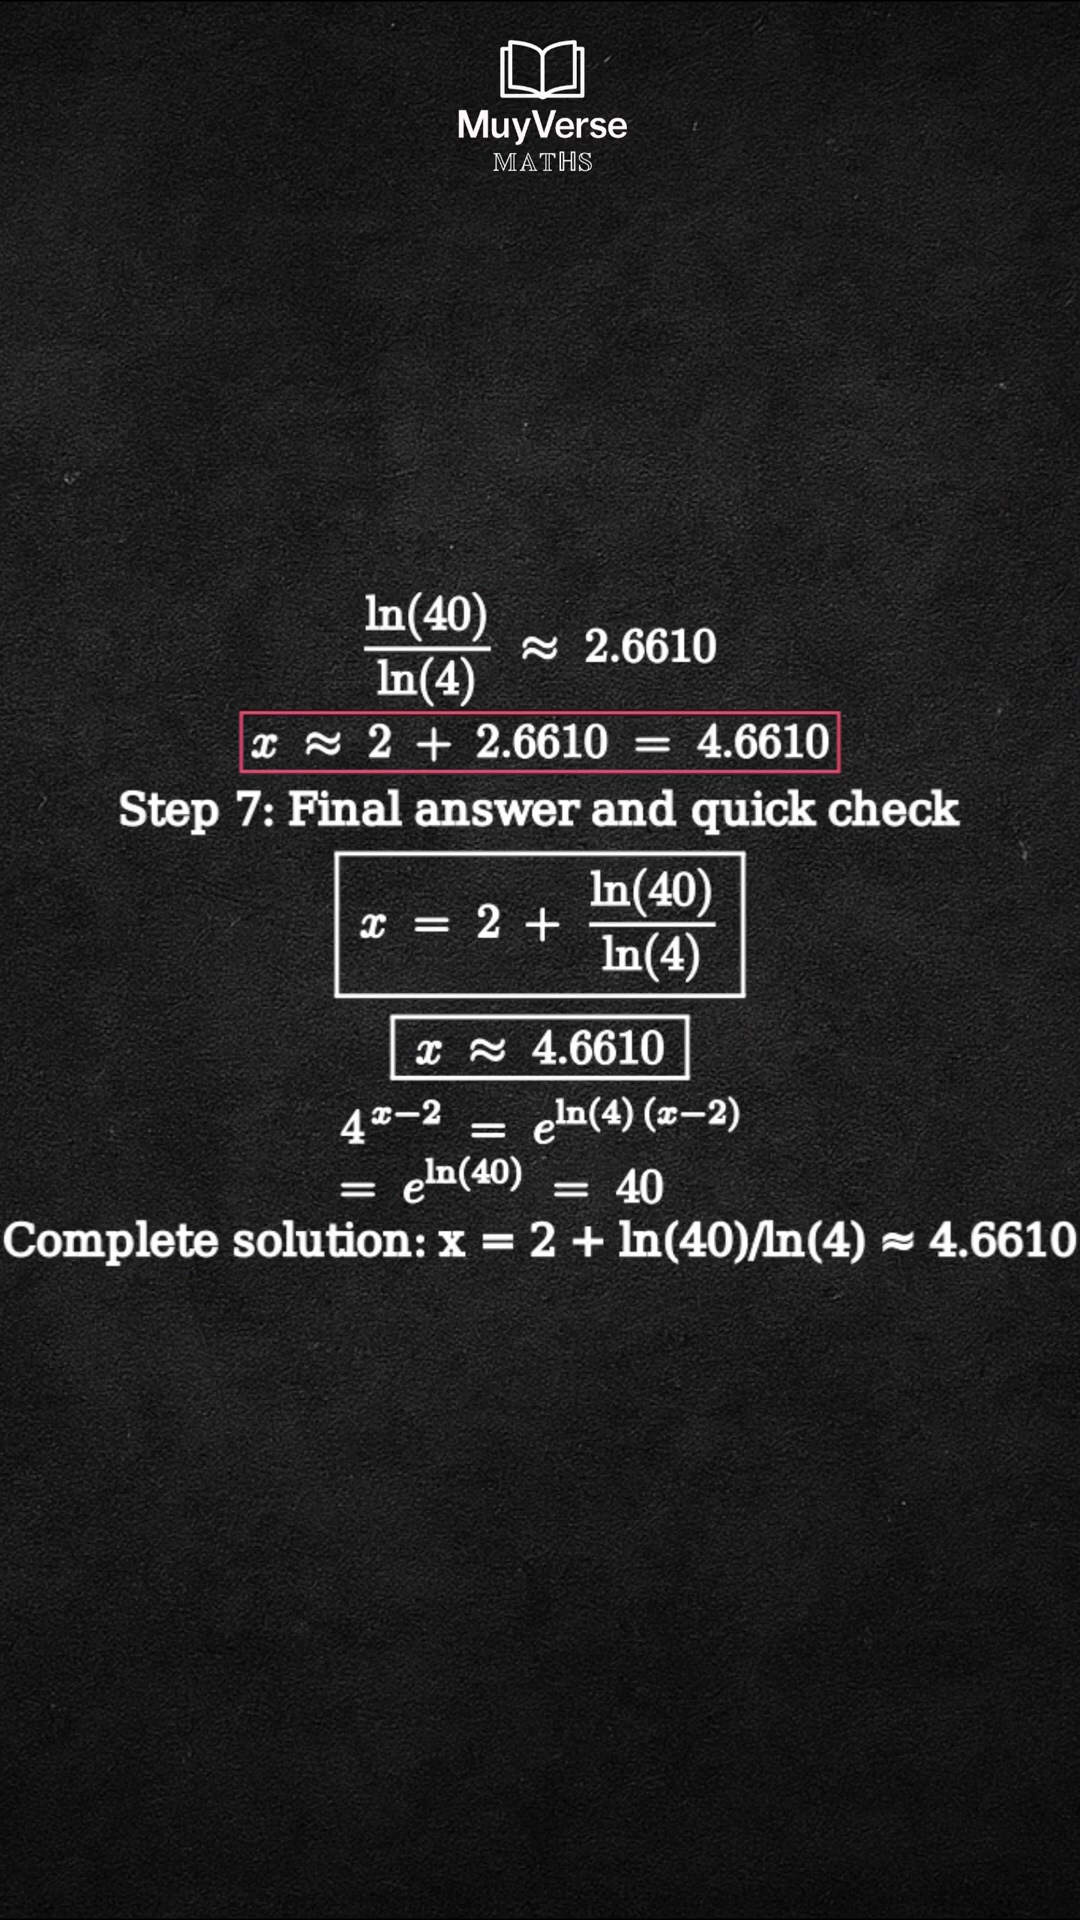 MuyVerse
MATHS
ln(40)/ln(4) ≈ 2.6610
x ≈ 2 + 2.6610 = 4.6610
Step 7: Final answer and quick check
x = 2 + ln(40)/ln(4)
x ≈ 4.6610
4^{x−2} = e^{ln(4) (x−2)}
= e^{ln(40)} = 40
Complete solution: x = 2 + ln(40)/ln(4) ≈ 4.6610